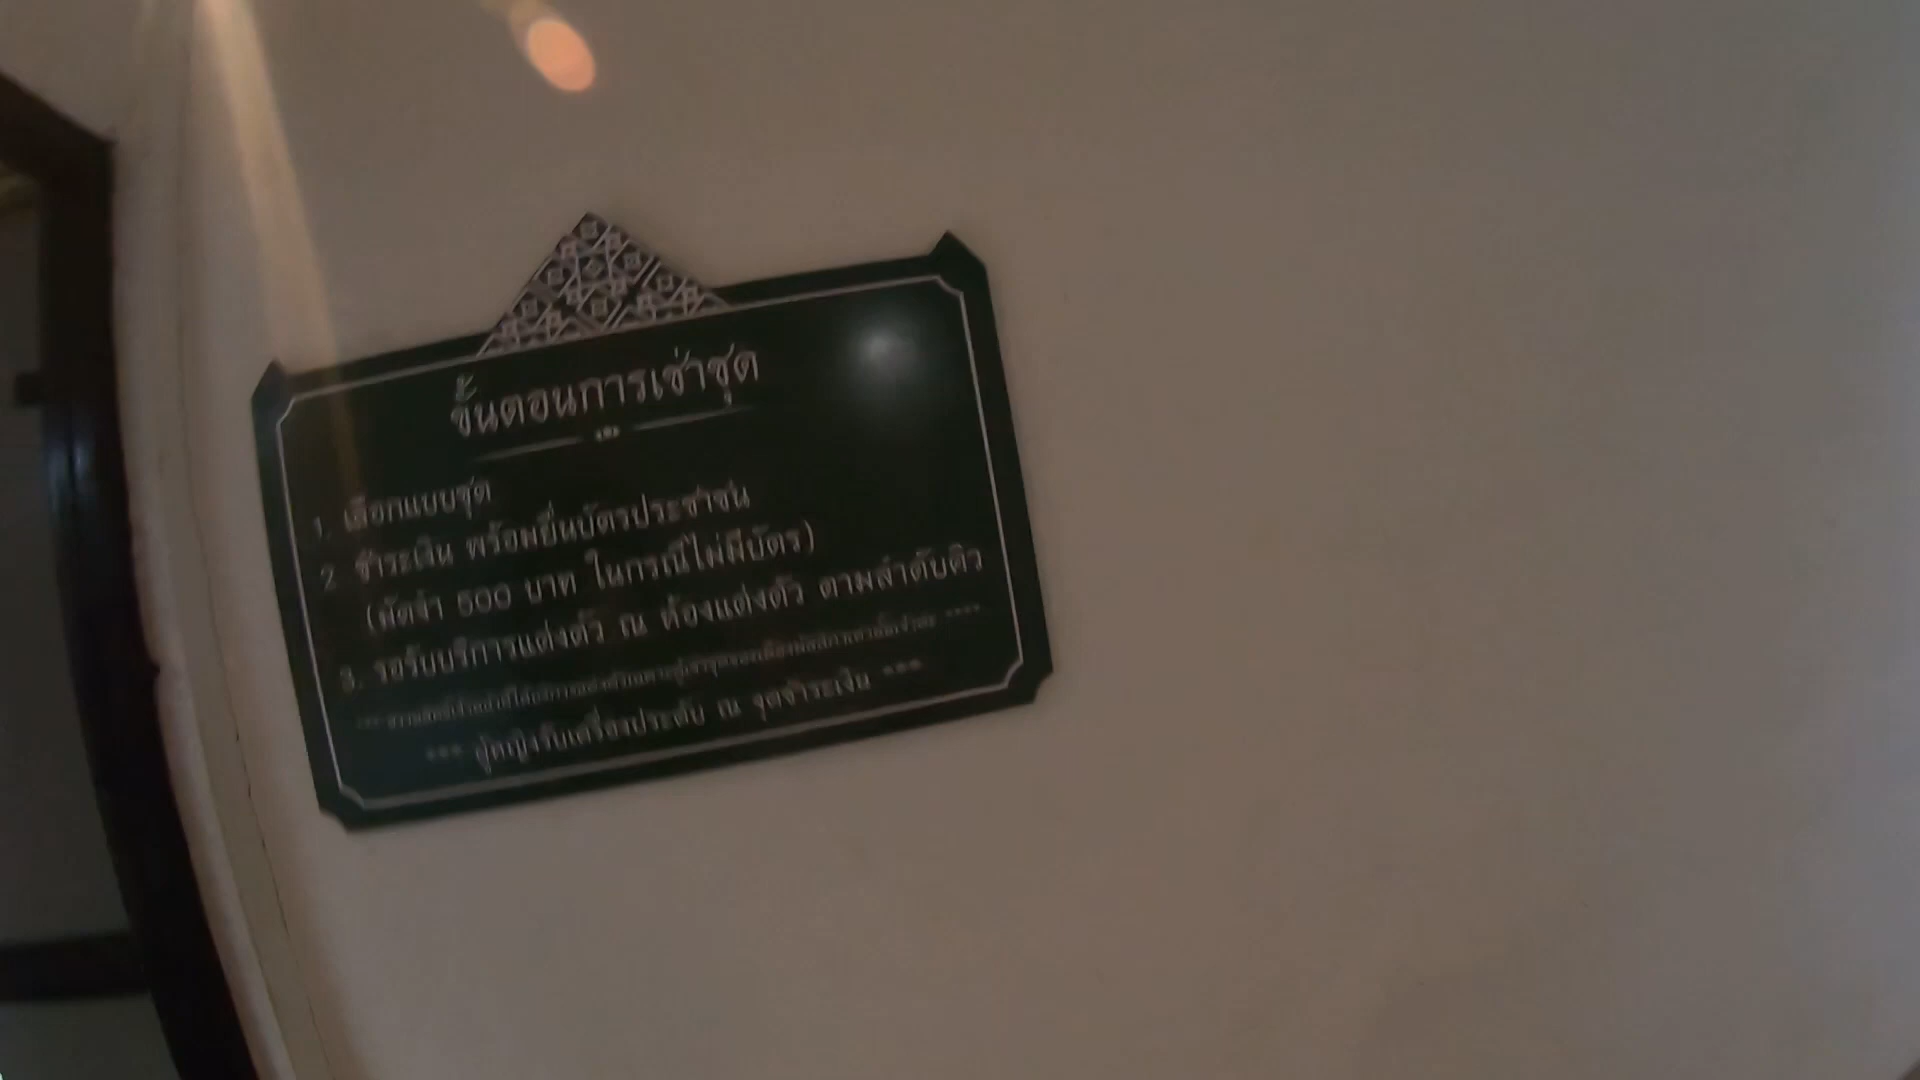 ขั้นตอนการเช่าชุด
1. เลือกแบบชุด
2. ชำระเงิน พร้อมยื่นบัตรประชาชน
(มัดจำ 500 บาท ในกรณีไม่มีบัตร)
3. รอรับบริการแต่งตัว ณ ห้องแต่งตัว ตามลำดับคิว
--- ผู้หญิงรับเครื่องประดับ ณ จุดชำระเงิน ---